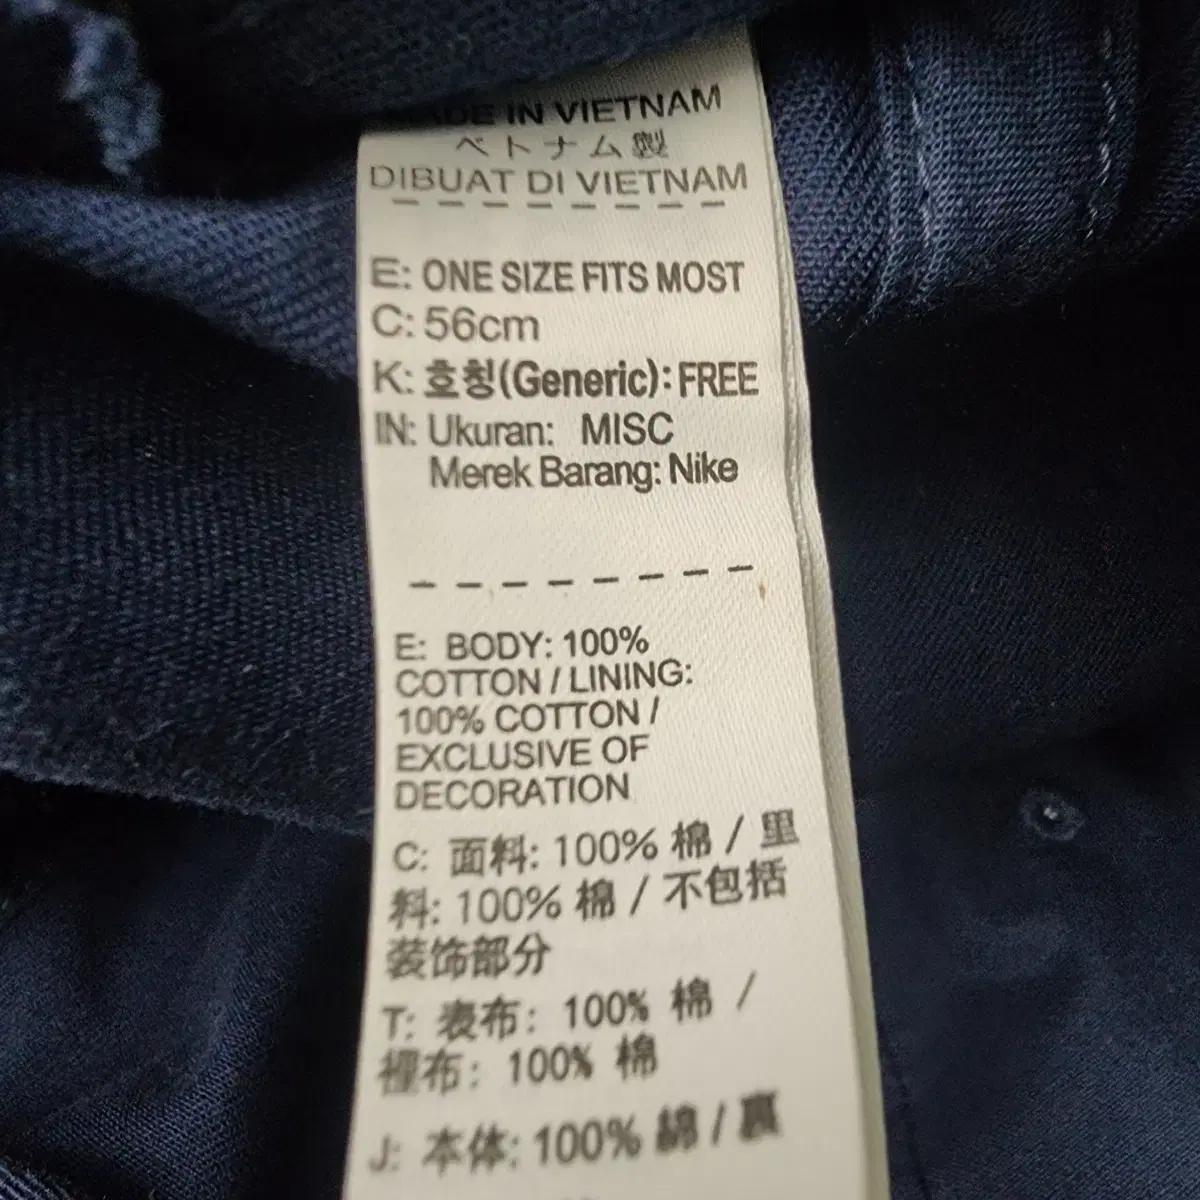 MADE IN VIETNAM
ベトナム製
DIBUAT DI VIETNAM
E: ONE SIZE FITS MOST
C: 56cm
K: 호칭(Generic): FREE
IN: Ukuran: MISC
Merek Barang: Nike
E: BODY: 100%
COTTON / LINING:
100% COTTON /
EXCLUSIVE OF
DECORATION
C: 面料: 100% 棉 / 里
料: 100% 棉 / 不包括
装饰部分
T: 表布: 100% 棉 /
裡布: 100% 棉
J: 本体: 100% 綿 / 裏